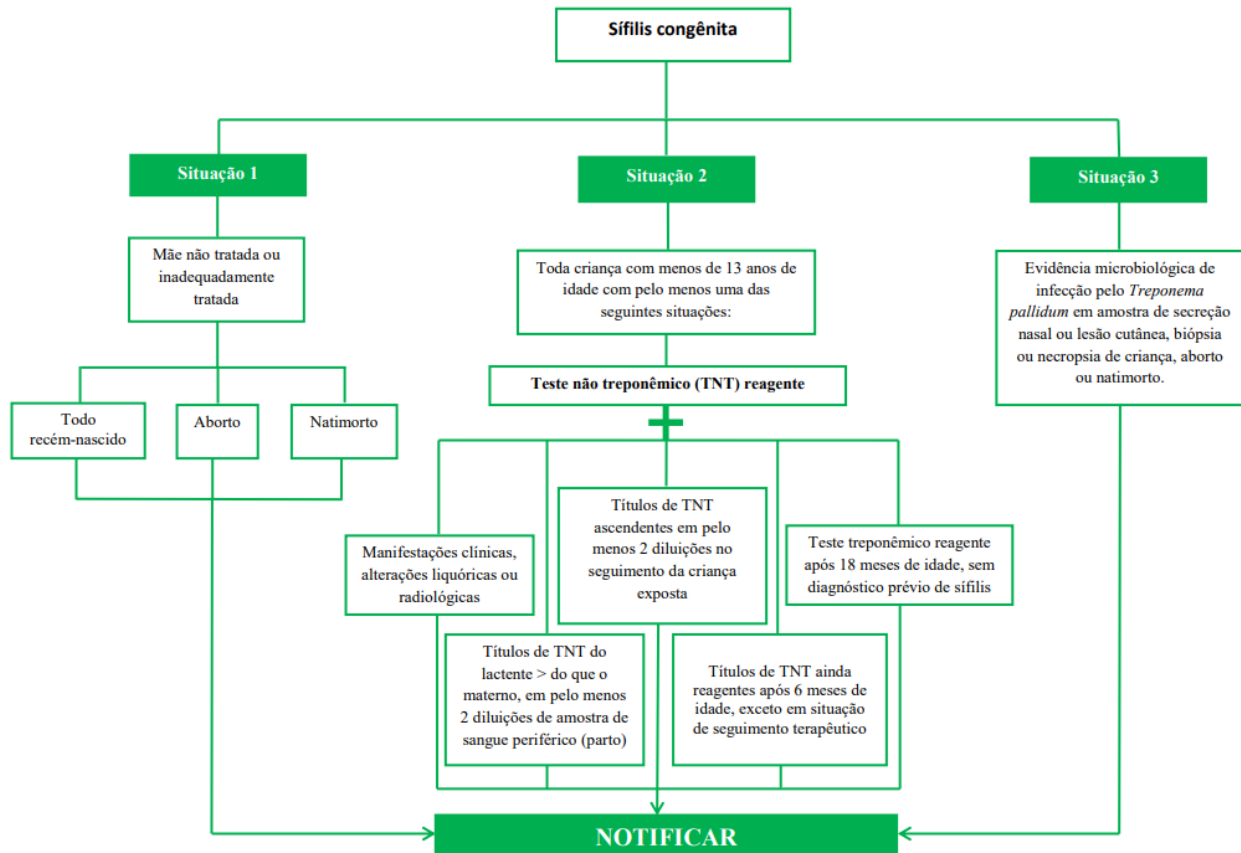 Sífilis congênita
Situação 1
Mãe não tratada ou
inadequadamente
tratada
Todo
recém-nascido
Aborto
Natimorto
Situação 2
Toda criança com menos de 13 anos de
idade com pelo menos uma das
seguintes situações:
Teste não treponêmico (TNT) reagente
+
Manifestações clínicas,
alterações liquóricas ou
radiológicas
Títulos de TNT do
lactente > do que o
materno, em pelo menos
2 diluições de amostra de
sangue periférico (parto)
Títulos de TNT
ascendentes em pelo
menos 2 diluições no
seguimento da criança
exposta
Títulos de TNT ainda
reagentes após 6 meses de
idade, exceto em situação
de seguimento terapêutico
Teste treponêmico reagente
após 18 meses de idade, sem
diagnóstico prévio de sífilis
Situação 3
Evidência microbiológica de
infecção pelo Treponema
pallidum em amostra de secreção
nasal ou lesão cutânea, biópsia
ou necropsia de criança, aborto
ou natimorto.
NOTIFICAR